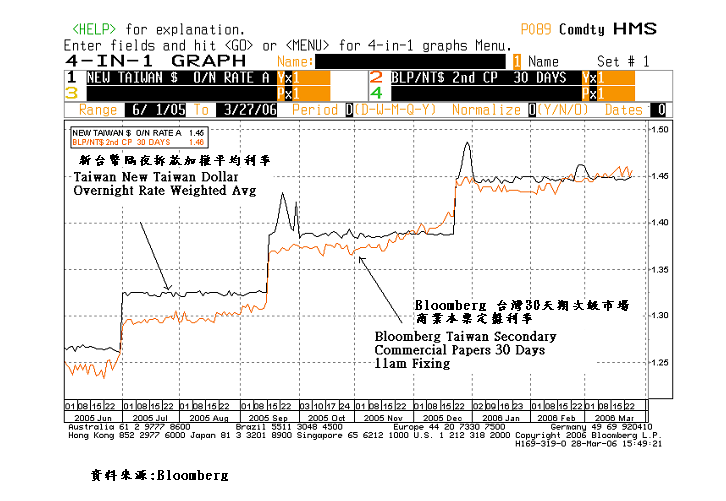 <HELP> for explanation. P089 Comdty HMS
Enter fields and hit <GO> or <MENU> for 4-in-1 graphs Menu.
4-IN-1 GRAPH Name: 1 Name Set # 1
1 NEW TAIWAN $ O/N RATE A Yx1 2 BLP/NT$ 2nd CP 30 DAYS Yx1
3 Px1 4 Px1
Range 6/ 1/05 To 3/27/06 Period D(D-W-M-Q-Y) Normalize D(Y/N/O) Dates 0
NEW TAIWAN $ O/N RATE A 1.45
BLP/NT$ 2nd CP 30 DAYS 1.46
新台幣隔夜拆款加權平均利率
Taiwan New Taiwan Dollar
Overnight Rate Weighted Avg
1.50
1.45
1.40
1.35
1.30
1.25
Bloomberg 台灣30天期次級市場
商業本票定盤利率
Bloomberg Taiwan Secondary
Commercial Papers 30 Days
11am Fixing
01 08 15 22 01 08 15 22 01 08 15 22 01 08 15 22 03 10 17 24 01 08 15 22 01 08 15 22 02 09 16 23 01 08 15 22 01 08 15 22
2005 Jun 2005 Jul 2005 Aug 2005 Sep 2005 Oct 2005 Nov 2005 Dec 2006 Jan 2006 Feb 2006 Mar
Australia 61 2 9777 8600 Brazil 5511 3048 4500 Europe 44 20 7330 7500 Germany 49 69 920410
Hong Kong 852 2977 6000 Japan 81 3 3201 8900 Singapore 65 6212 1000 U.S. 1 212 318 2000 Copyright 2006 Bloomberg L.P.
H169-319-0 28-Mar-06 15:49:21
資料來源:Bloomberg